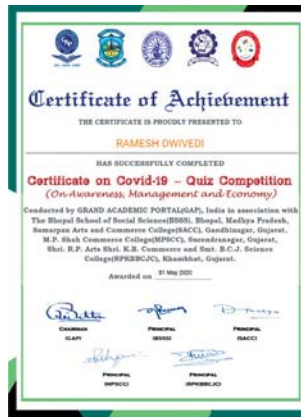 Certificate of Achievement
THE CERTIFICATE IS PROUDLY PRESENTED TO
RAMESH DWIVEDI
HAS SUCCESSFULLY COMPLETED
Certificate on Covid-19 – Quiz Competition
(On Awareness, Management and Economy)
Conducted by GRAND ACADEMIC PORTAL(GAP), India in association with
The Bhopal School of Social Science(BSSS), Bhopal, Madhya Pradesh,
Samarpan Arts and Commerce College(SACC), Gandhinagar, Gujarat,
M.P. Shah Commerce College(MPSCC), Surendranagar, Gujarat,
Shri. R.P. Arts Shri. K.B. Commerce and Smt. B.C.J. Science
College(RPKBBCJC), Khambhat, Gujarat.
Awarded on 01 May 2020
CHAIRMAN PRINCIPAL PRINCIPAL
(GAP) (BSSS) (SACC)
PRINCIPAL PRINCIPAL
(MPSCC) (RPKBBCJC)